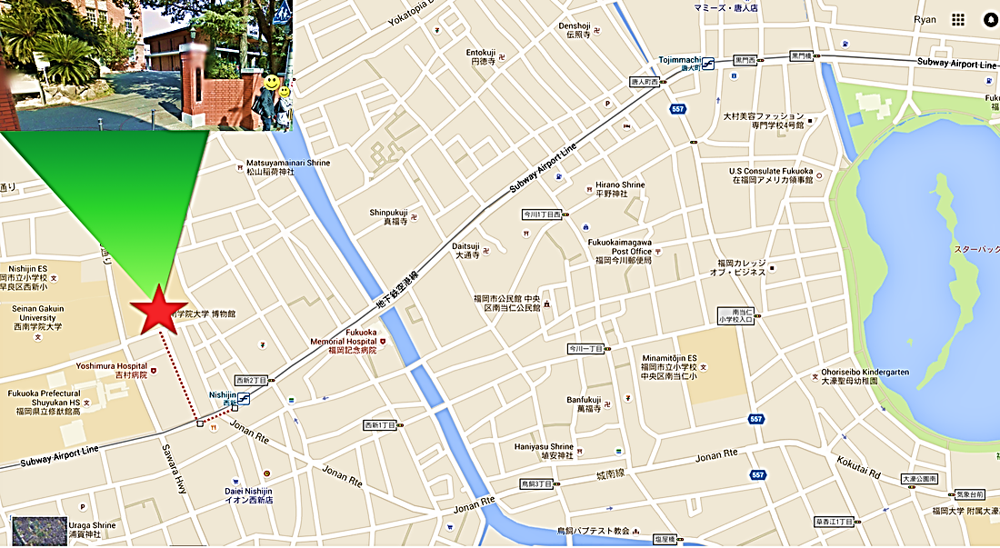 Yokatopia
マミーズ・唐人店
Ryan
Denshoji
伝照寺
Entokuji
円徳寺
Tojinmachi
唐人町
黒門西
黒門橋
Subway Airport Line
唐人町西
557
大村美容ファッション
専門学校4号館
Matsuyamainari Shrine
松山稲荷神社
U.S Consulate Fukuoka
在福岡アメリカ領事館
Subway Airport Line
Hirano Shrine
平野神社
通り
Shinpukuji
真福寺
今川1丁目西
Daitsuji
大通寺
Fukuokaimagawa
Post Office
福岡今川郵便局
スターバック
福岡カレッジ
オブ・ビジネス
Nishijin ES
岡市立小学校
早良区西新小
地下鉄空港線
福岡市公民館 中央
区南当仁公民館
南当仁
小学校入口
Seinan Gakuin
University
西南学院大学
学院大学 博物館
Fukuoka
Memorial Hospital
福岡記念病院
今川一丁目
Minamitōjin ES
福岡市立小学校
中央区南当仁小
Yoshimura Hospital
吉村病院
Ohoriseibo Kindergarten
大濠聖母幼稚園
西新2丁目
Fukuoka Prefectural
Shuyukan HS
福岡県立修猷館高
Nishijin
西新
Banfukuji
萬福寺
557
西新1丁目
Jonan Rte
Subway Airport Line
Sawara Hwy
Haniyasu Shrine
埴安神社
Jonan Rte
Kokutai Rd
Jonan Rte
城南線
557
大濠公園南
Daiei Nishijin
イオン西新店
鳥飼3丁目
気象台前
Jonan Rte
福岡大学 附属大濠
Uraga Shrine
浦賀神社
草香江1丁目
鳥飼バプテスト教会
塩屋橋